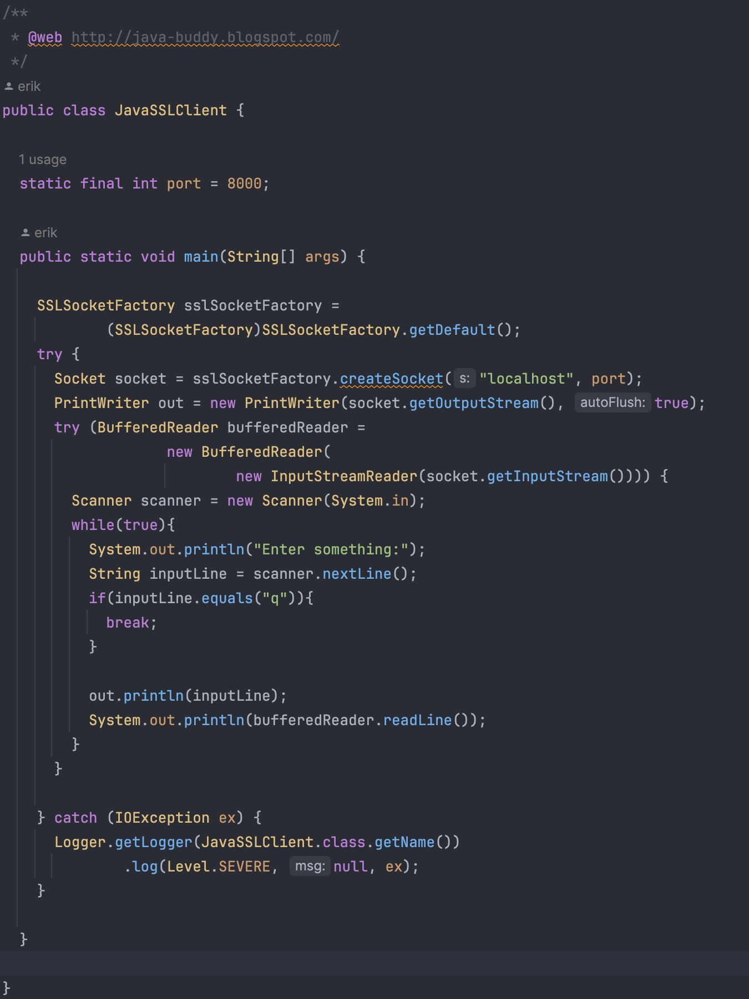 /**
 * @web http://java-buddy.blogspot.com/
 */
erik
public class JavaSSLClient {
1 usage
static final int port = 8000;
erik
public static void main(String[] args) {
SSLSocketFactory sslSocketFactory =
(SSLSocketFactory)SSLSocketFactory.getDefault();
try {
Socket socket = sslSocketFactory.createSocket( s: "localhost", port);
PrintWriter out = new PrintWriter(socket.getOutputStream(), autoFlush: true);
try (BufferedReader bufferedReader =
new BufferedReader(
new InputStreamReader(socket.getInputStream()))) {
Scanner scanner = new Scanner(System.in);
while(true){
System.out.println("Enter something:");
String inputLine = scanner.nextLine();
if(inputLine.equals("q")){
break;
}
out.println(inputLine);
System.out.println(bufferedReader.readLine());
}
}
} catch (IOException ex) {
Logger.getLogger(JavaSSLClient.class.getName())
.log(Level.SEVERE, msg: null, ex);
}
}
}